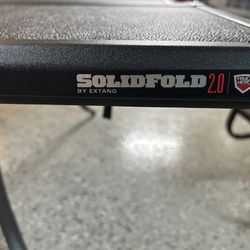 SOLIDFOLD 2.0
BY EXTANG